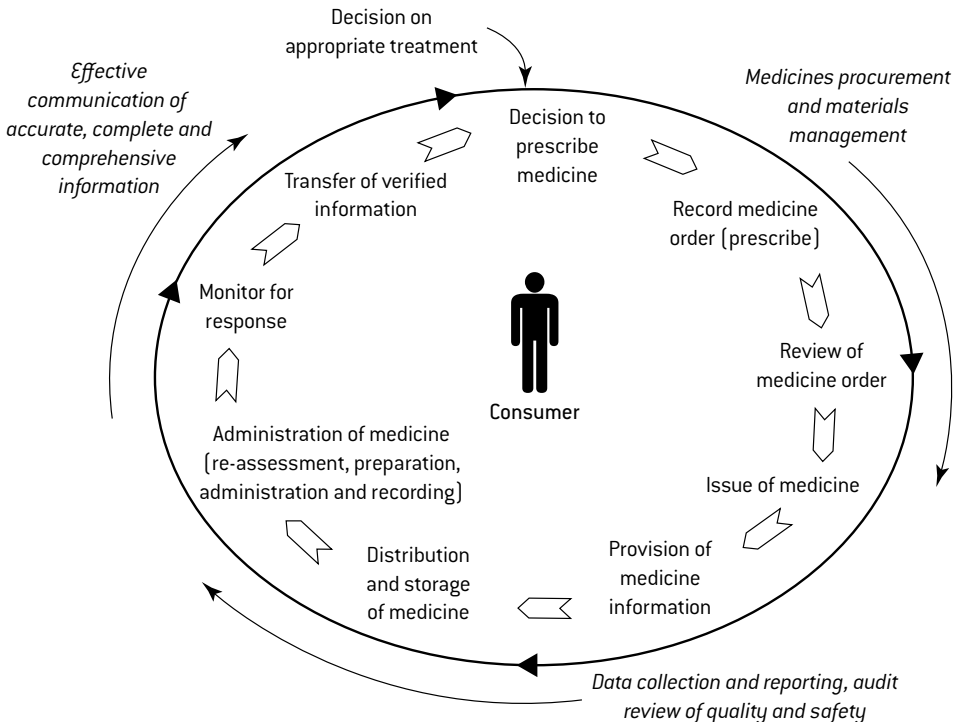 Decision on
appropriate treatment
Effective
communication of
accurate, complete and
comprehensive
information
Medicines procurement
and materials
management
Decision to
prescribe
medicine
Record medicine
order (prescribe)
Review of
medicine order
Issue of medicine
Provision of
medicine
information
Distribution
and storage
of medicine
Administration of medicine
(re-assessment, preparation,
administration and recording)
Monitor for
response
Transfer of verified
information
Consumer
Data collection and reporting, audit
review of quality and safety